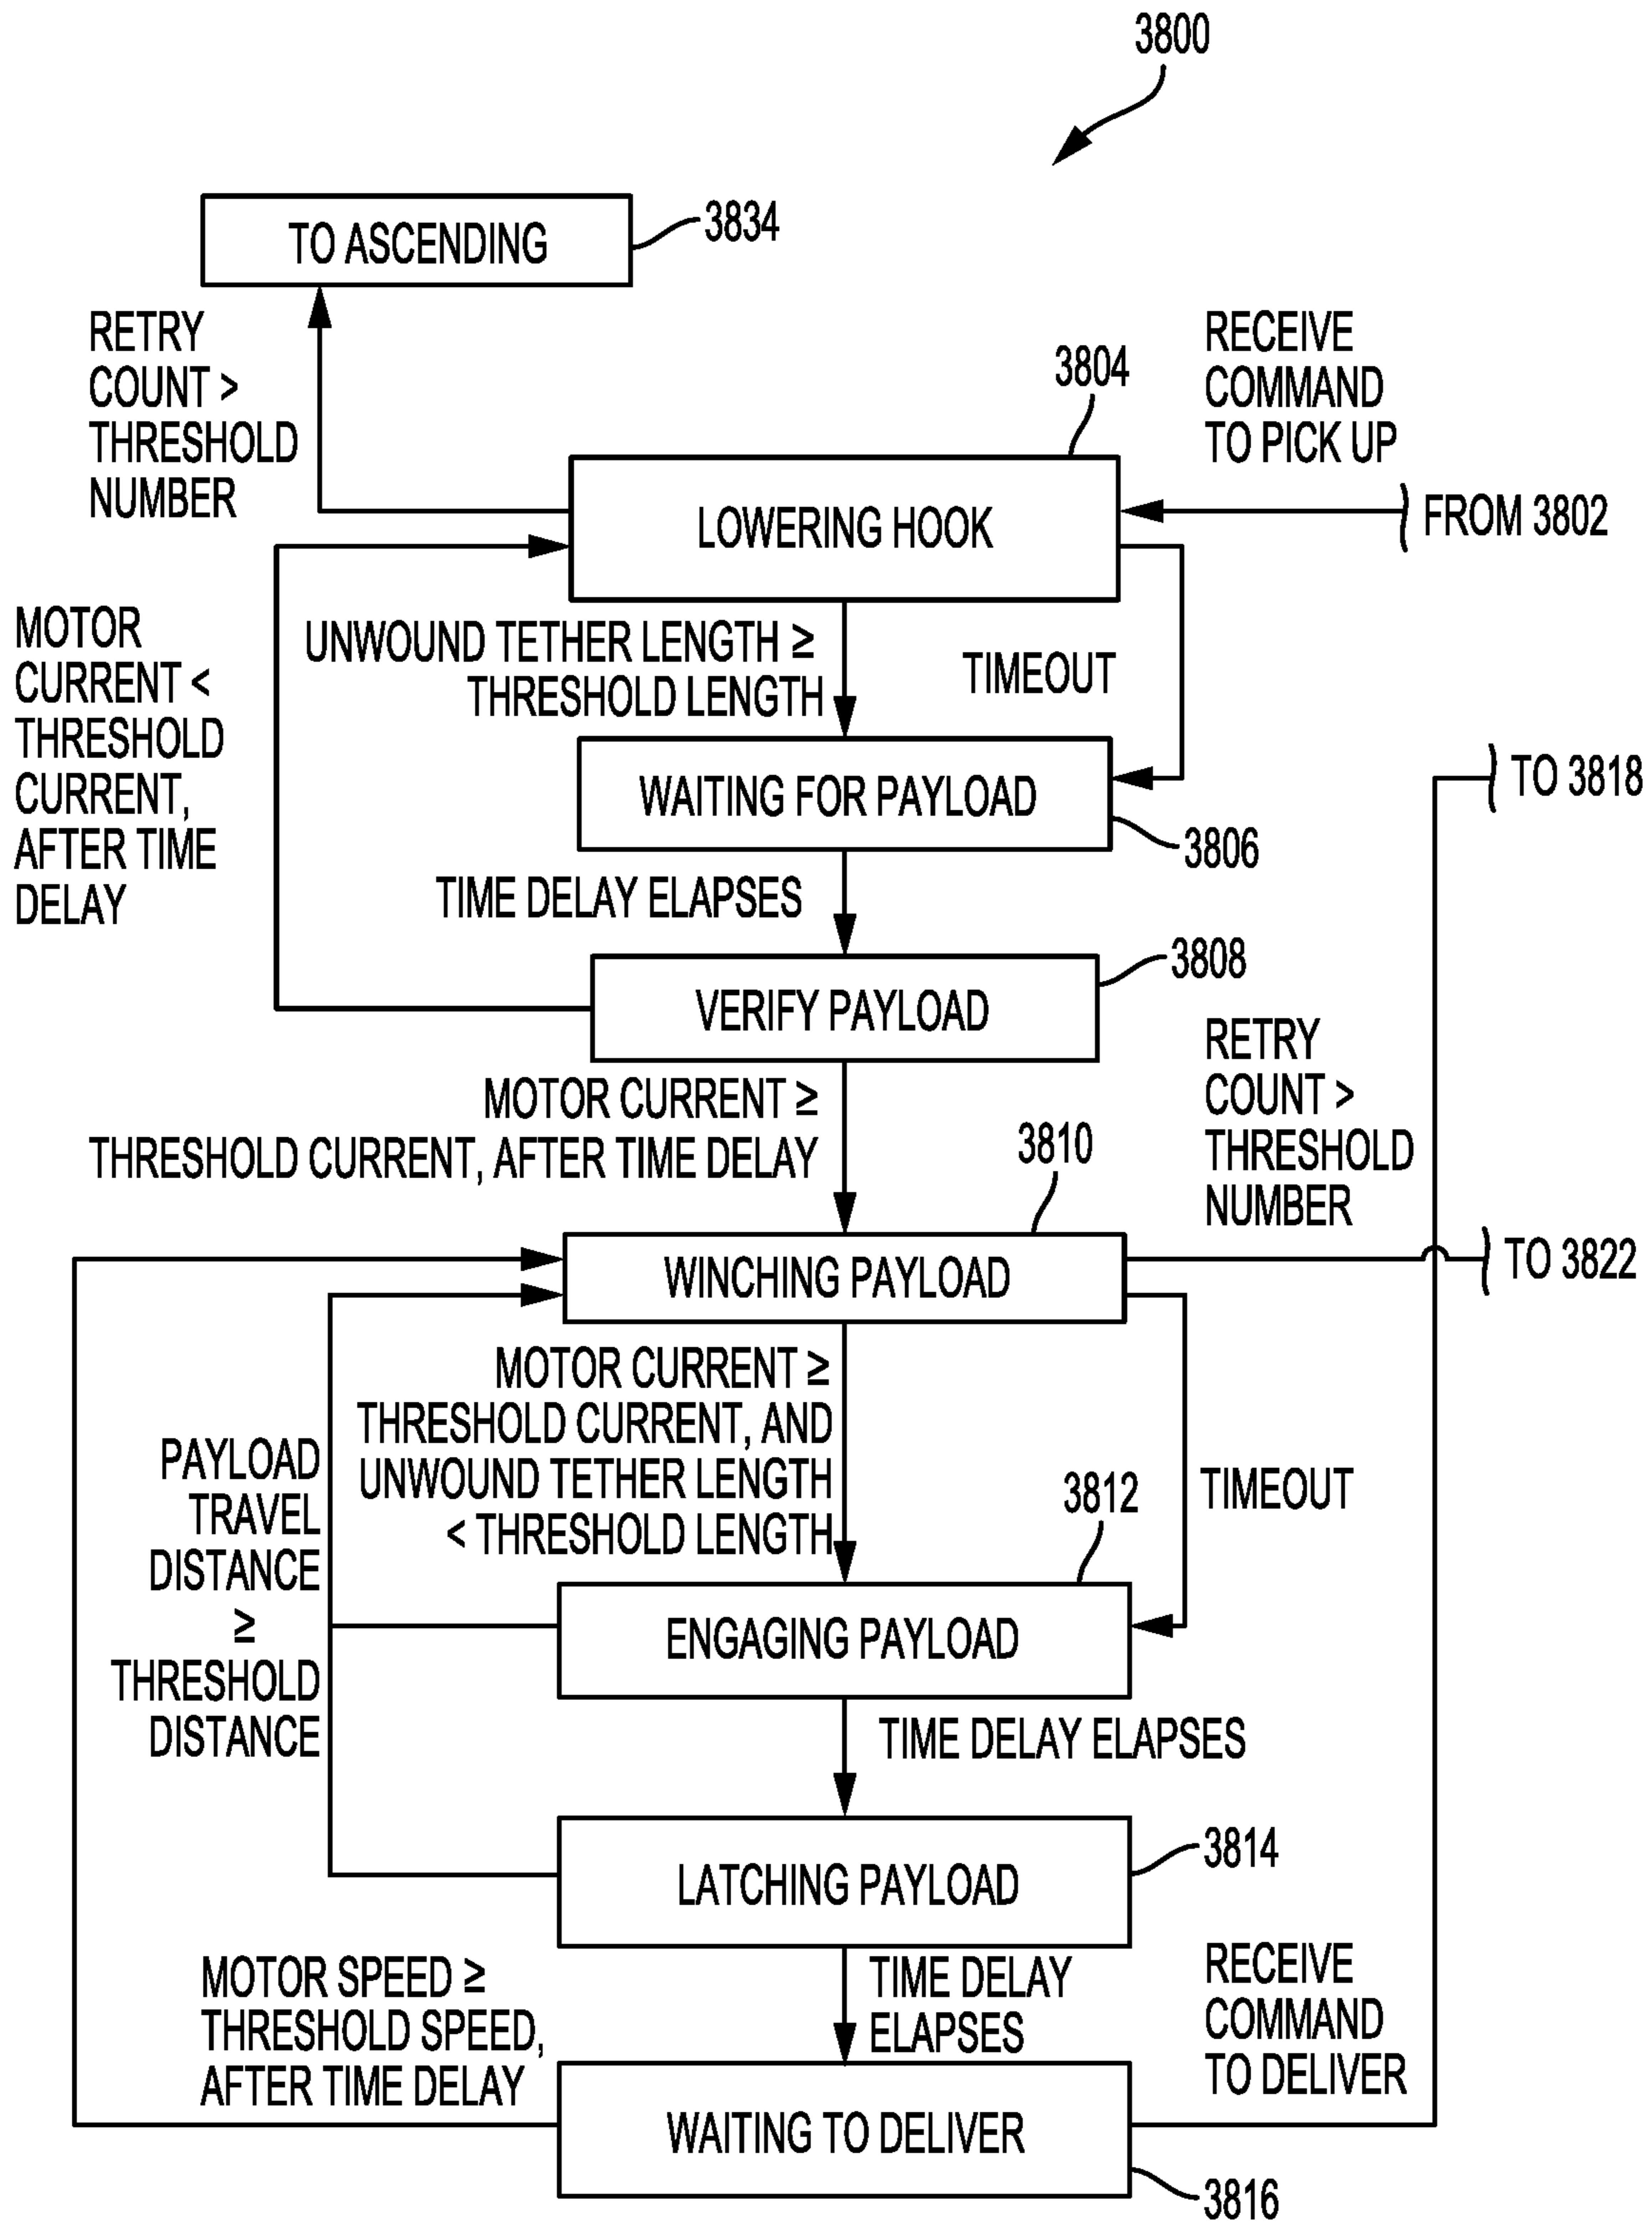 3800
TO ASCENDING
3834
RETRY
COUNT >
THRESHOLD
NUMBER
3804
RECEIVE
COMMAND
TO PICK UP
LOWERING HOOK
FROM 3802
MOTOR
CURRENT <
THRESHOLD
CURRENT,
AFTER TIME
DELAY
UNWOUND TETHER LENGTH ≥
THRESHOLD LENGTH
TIMEOUT
WAITING FOR PAYLOAD
3806
TO 3818
TIME DELAY ELAPSES
3808
VERIFY PAYLOAD
MOTOR CURRENT ≥
THRESHOLD CURRENT, AFTER TIME DELAY
RETRY
COUNT >
THRESHOLD
NUMBER
3810
WINCHING PAYLOAD
TO 3822
MOTOR CURRENT ≥
THRESHOLD CURRENT, AND
UNWOUND TETHER LENGTH
< THRESHOLD LENGTH
PAYLOAD
TRAVEL
DISTANCE
≥
THRESHOLD
DISTANCE
3812
TIMEOUT
ENGAGING PAYLOAD
TIME DELAY ELAPSES
LATCHING PAYLOAD
3814
MOTOR SPEED ≥
THRESHOLD SPEED,
AFTER TIME DELAY
TIME DELAY
ELAPSES
RECEIVE
COMMAND
TO DELIVER
WAITING TO DELIVER
3816